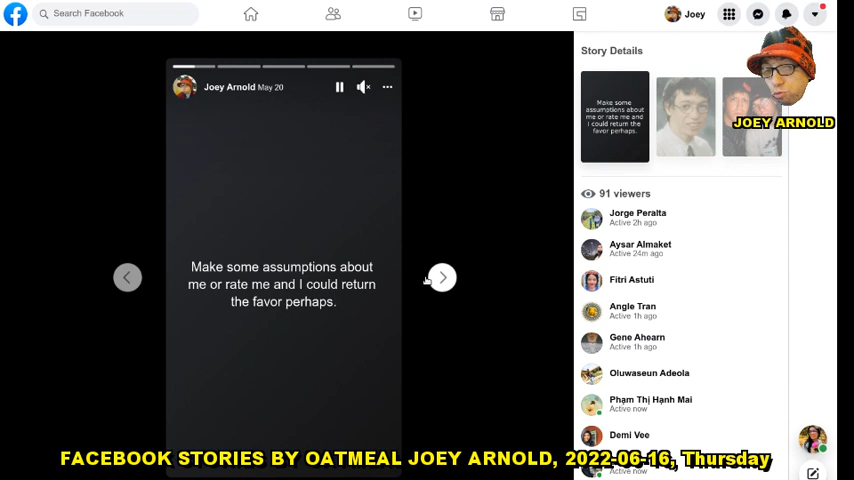 Search Facebook
Joey
Joey Arnold May 20
Make some assumptions about
me or rate me and I could return
the favor perhaps.
Story Details
Make some
assumptions about
me or rate me and
I could return the
favor perhaps.
JOEY ARNOLD
91 viewers
Jorge Peralta
Active 2h ago
Aysar Almaket
Active 24m ago
Fitri Astuti
Angle Tran
Active 1h ago
Gene Ahearn
Active 1h ago
Oluwaseun Adeola
Phạm Thị Hạnh Mai
Active now
Demi Vee
Active now
FACEBOOK STORIES BY OATMEAL JOEY ARNOLD, 2022-06-16, Thursday